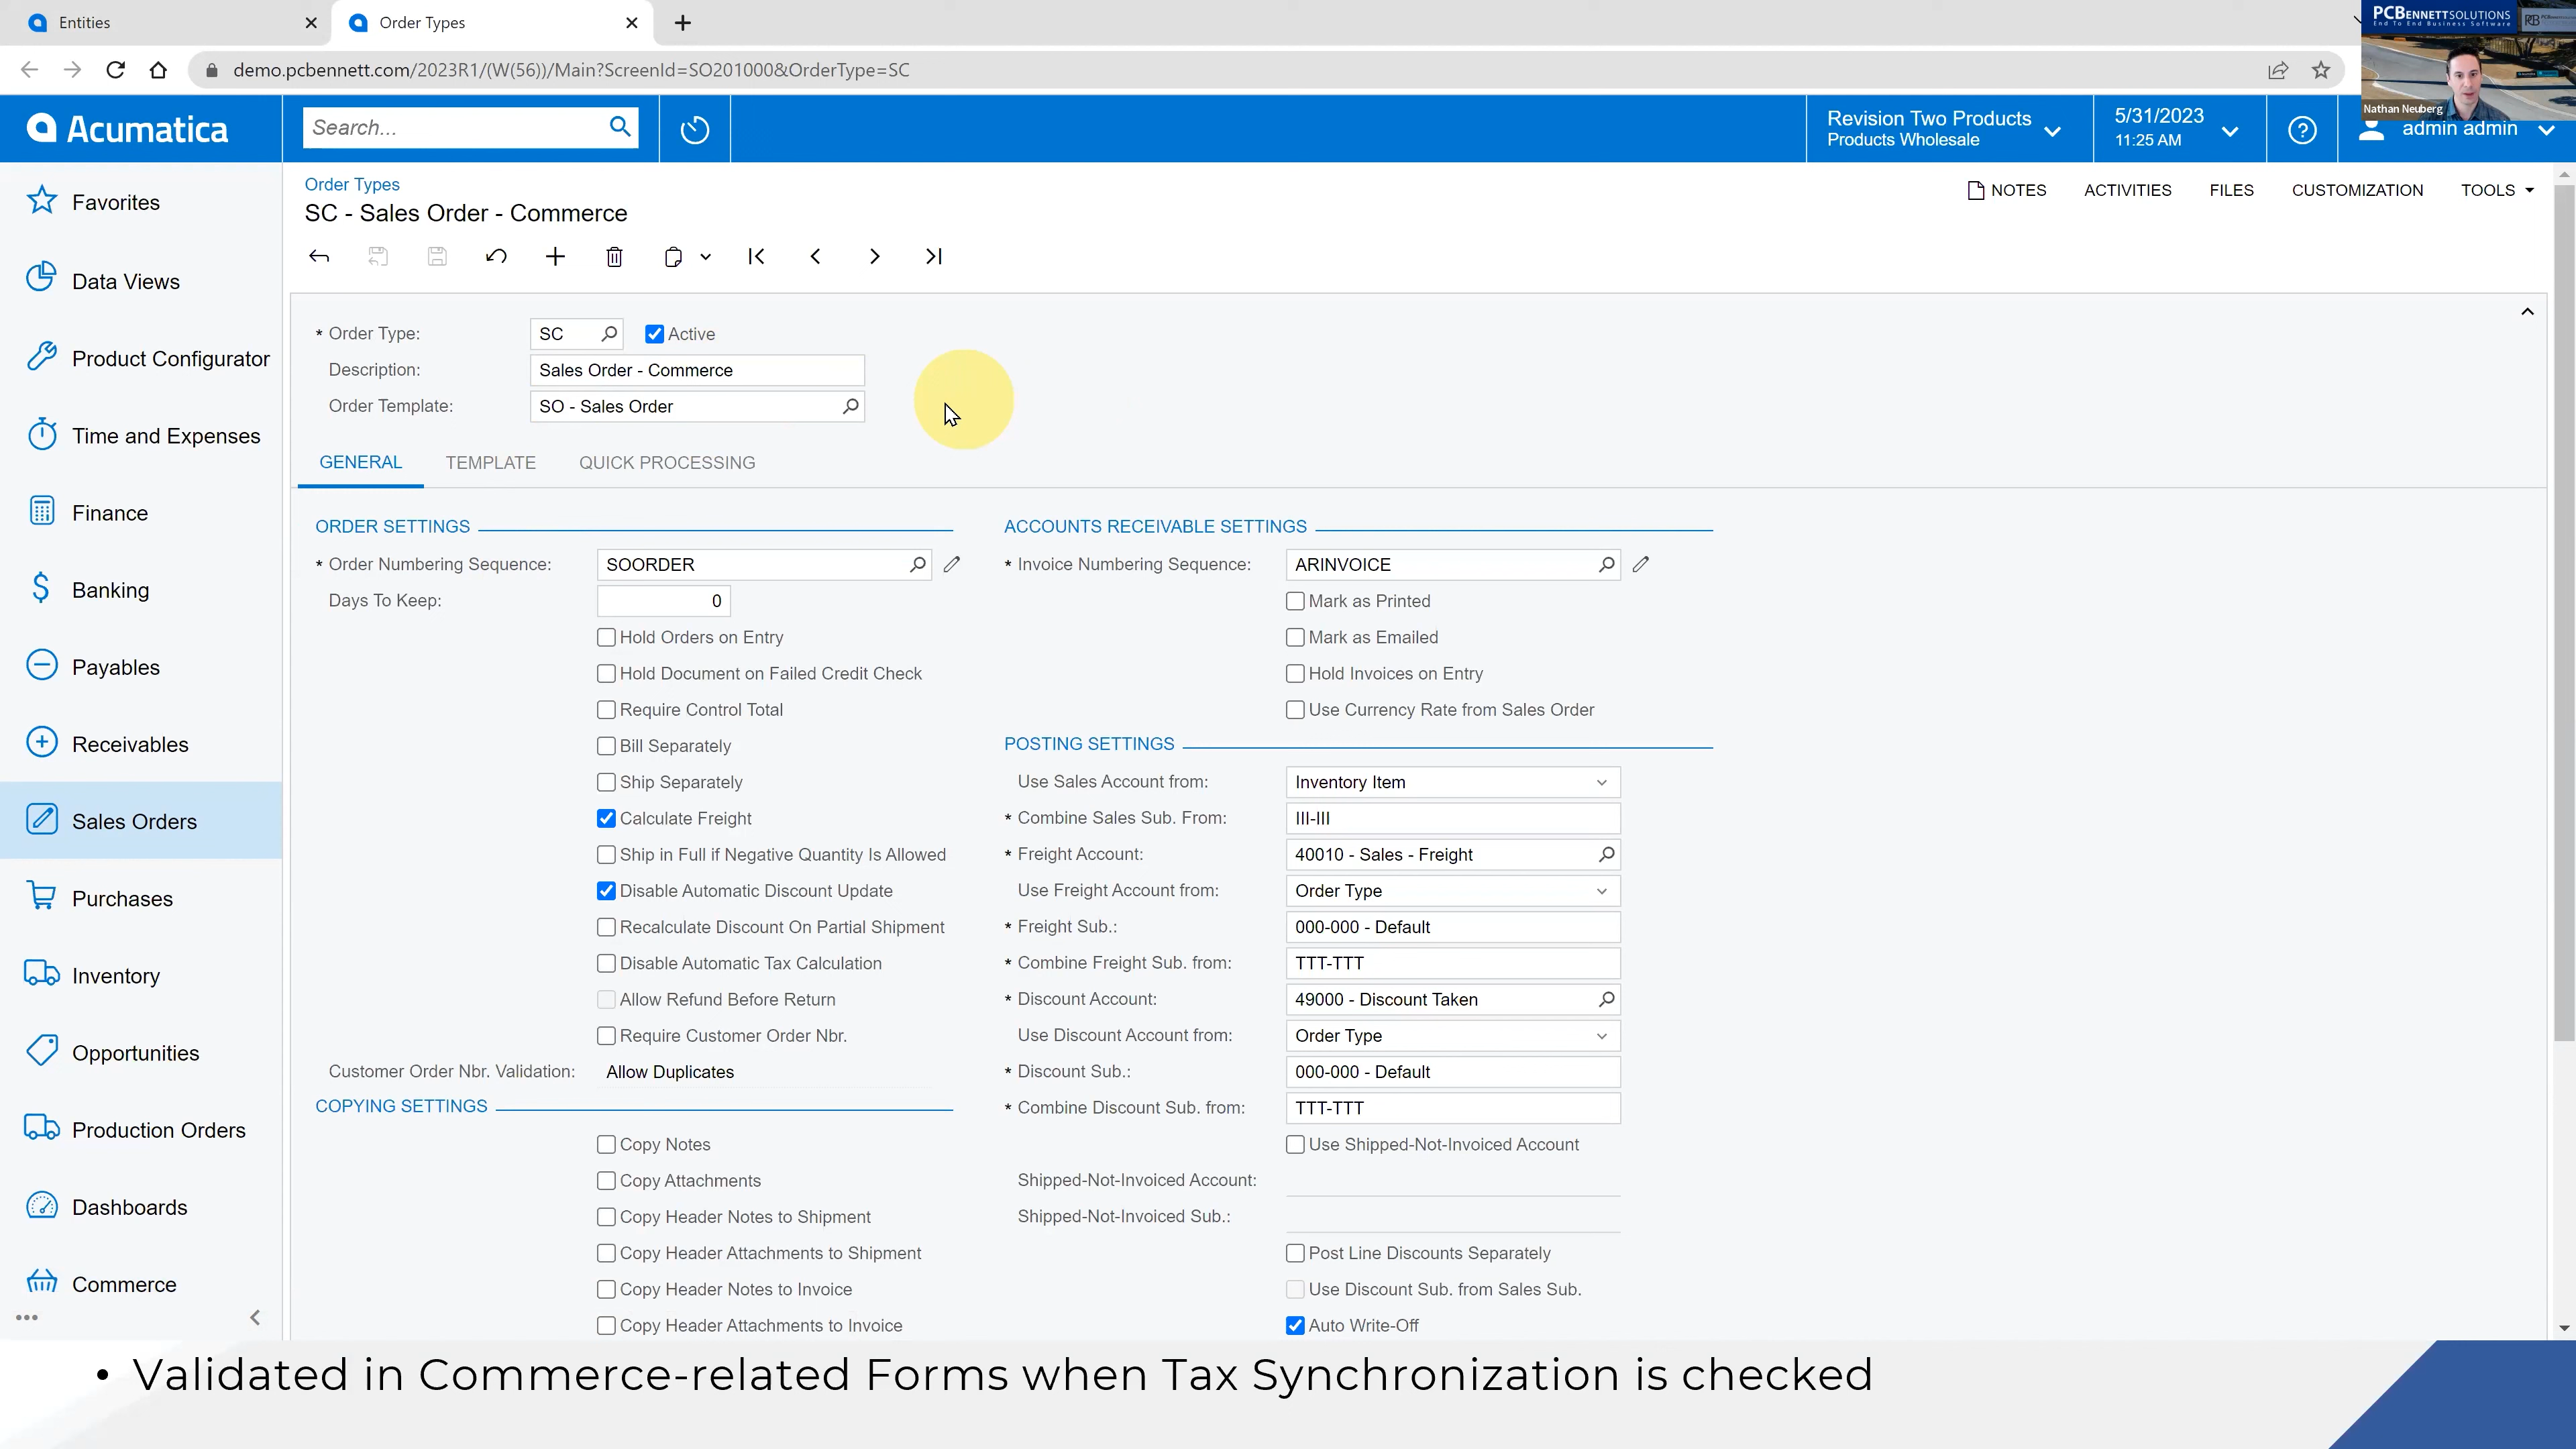 Entities
Order Types
PCBENNETTSOLUTIONS
End To End Business Software
demo.pcbennett.com/2023R1/(W(56))/Main?ScreenId=SO201000&OrderType=SC
Nathan Neuberg
Acumatica
Search...
Revision Two Products
Products Wholesale
5/31/2023
11:25 AM
admin admin
Favorites
Data Views
Product Configurator
Time and Expenses
Finance
Banking
Payables
Receivables
Sales Orders
Purchases
Inventory
Opportunities
Production Orders
Dashboards
Commerce
Order Types
NOTES ACTIVITIES FILES CUSTOMIZATION TOOLS
SC - Sales Order - Commerce
* Order Type: SC Active
Description: Sales Order - Commerce
Order Template: SO - Sales Order
GENERAL TEMPLATE QUICK PROCESSING
ORDER SETTINGS
* Order Numbering Sequence: SOORDER
Days To Keep: 0
Hold Orders on Entry
Hold Document on Failed Credit Check
Require Control Total
Bill Separately
Ship Separately
Calculate Freight
Ship in Full if Negative Quantity Is Allowed
Disable Automatic Discount Update
Recalculate Discount On Partial Shipment
Disable Automatic Tax Calculation
Allow Refund Before Return
Require Customer Order Nbr.
Customer Order Nbr. Validation: Allow Duplicates
COPYING SETTINGS
Copy Notes
Copy Attachments
Copy Header Notes to Shipment
Copy Header Attachments to Shipment
Copy Header Notes to Invoice
Copy Header Attachments to Invoice
ACCOUNTS RECEIVABLE SETTINGS
* Invoice Numbering Sequence: ARINVOICE
Mark as Printed
Mark as Emailed
Hold Invoices on Entry
Use Currency Rate from Sales Order
POSTING SETTINGS
Use Sales Account from: Inventory Item
* Combine Sales Sub. From: III-III
* Freight Account: 40010 - Sales - Freight
Use Freight Account from: Order Type
* Freight Sub.: 000-000 - Default
* Combine Freight Sub. from: TTT-TTT
* Discount Account: 49000 - Discount Taken
Use Discount Account from: Order Type
* Discount Sub.: 000-000 - Default
* Combine Discount Sub. from: TTT-TTT
Use Shipped-Not-Invoiced Account
Shipped-Not-Invoiced Account:
Shipped-Not-Invoiced Sub.:
Post Line Discounts Separately
Use Discount Sub. from Sales Sub.
Auto Write-Off
• Validated in Commerce-related Forms when Tax Synchronization is checked